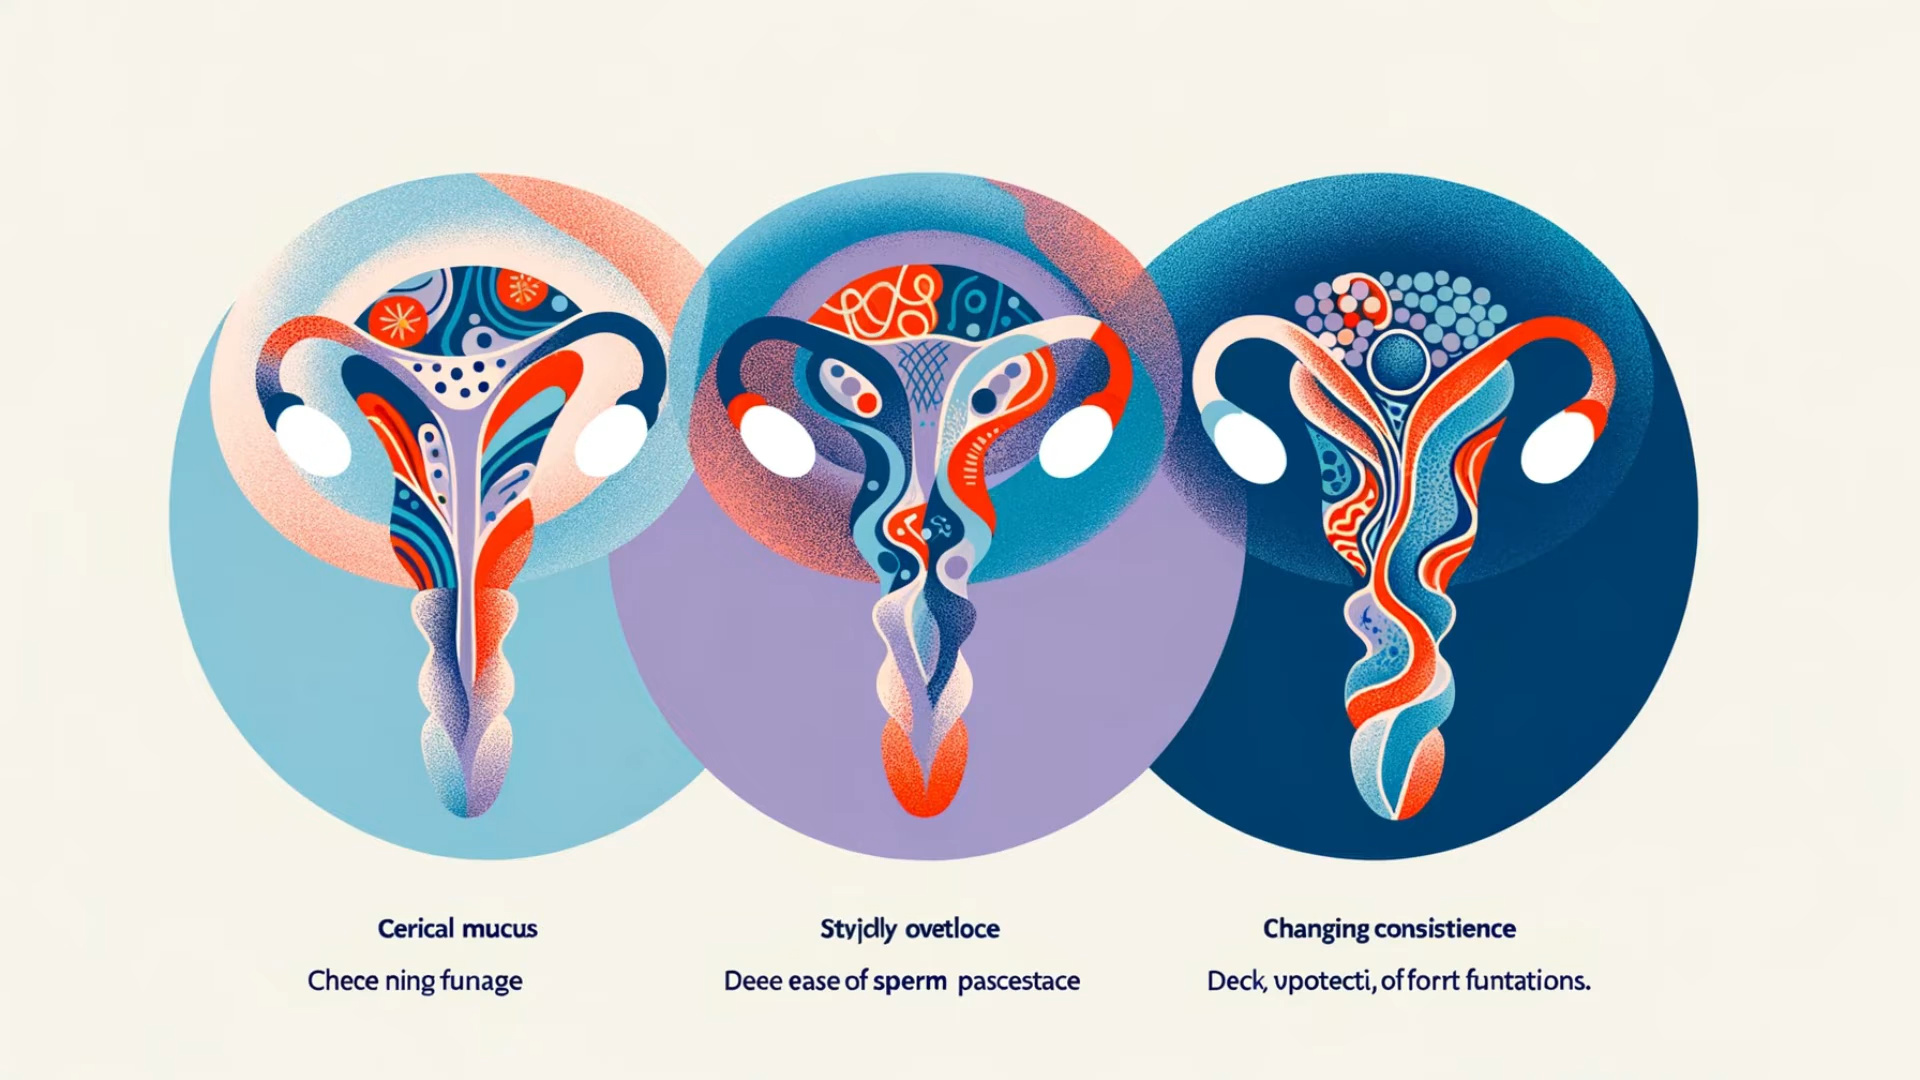 Cerical mucus
Chece ning funage
Styjdly ovetloce
Deee ease of sperm pascestace
Changing consistience
Deck, vpotecti, of forrt funtations.